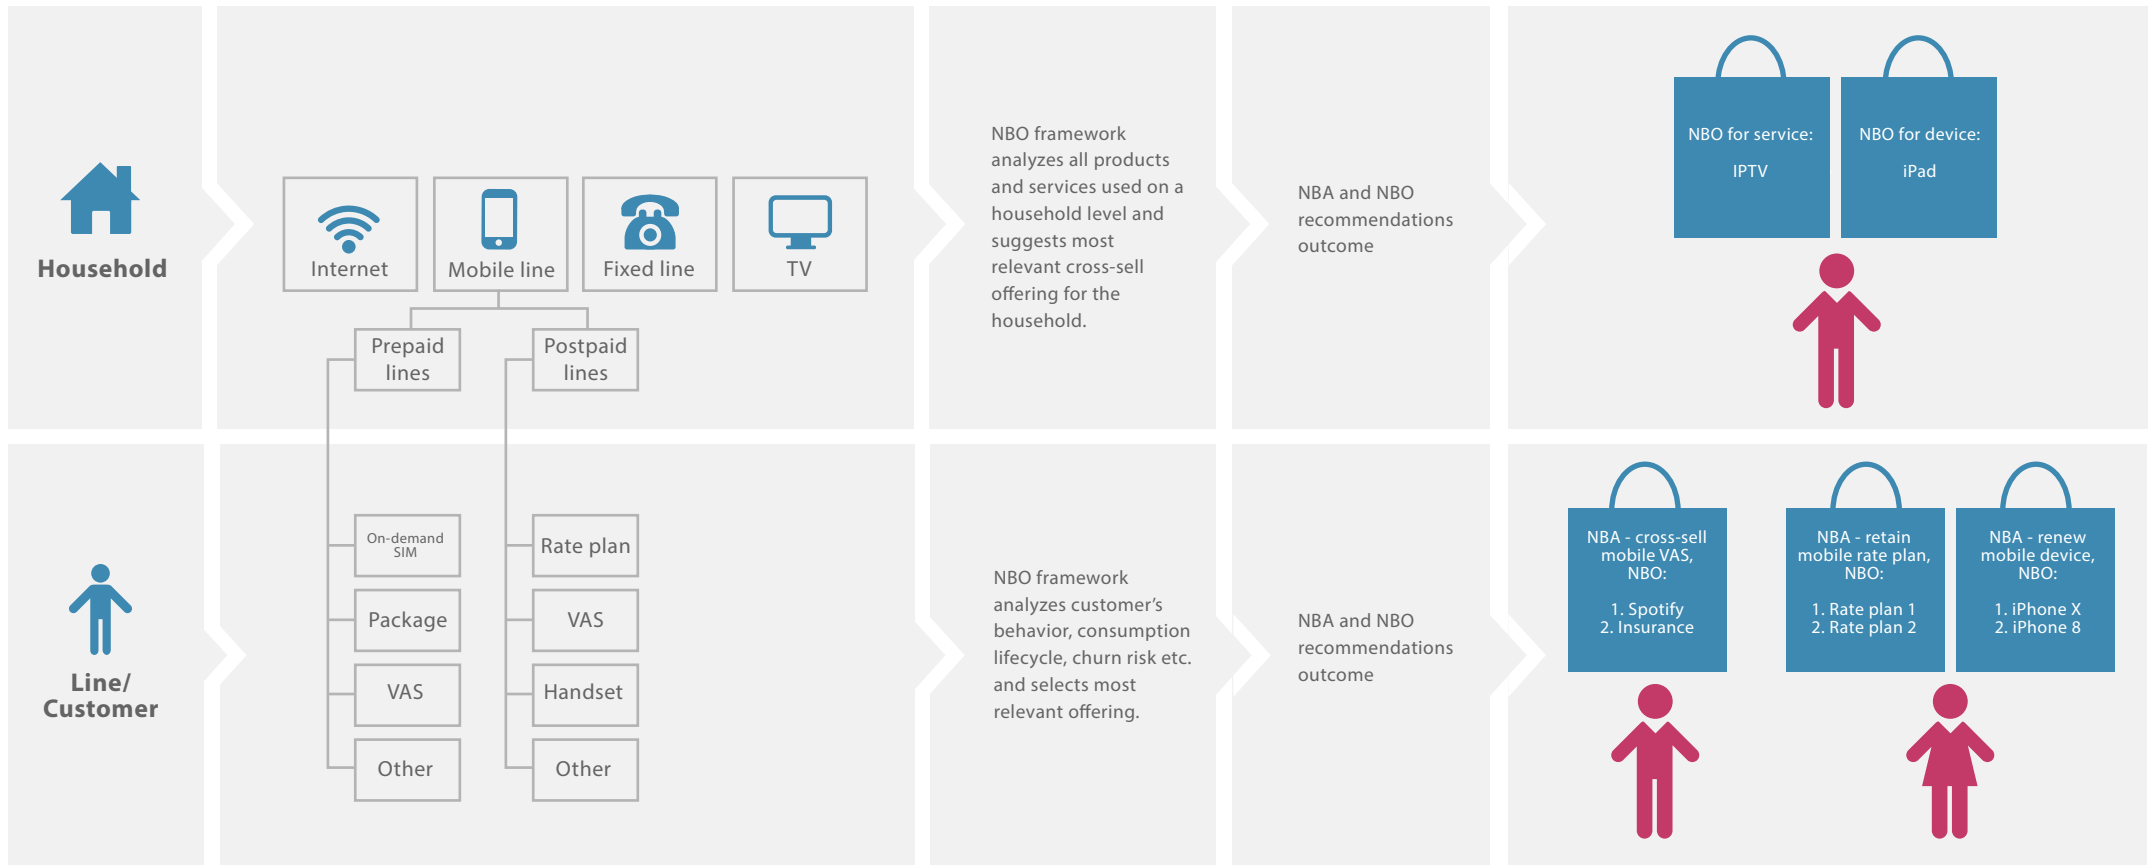 Household
Internet
Mobile line
Fixed line
TV
Prepaid
lines
Postpaid
lines
NBO framework
analyzes all products
and services used on a
household level and
suggests most
relevant cross-sell
offering for the
household.
NBA and NBO
recommendations
outcome
NBO for service:
IPTV
NBO for device:
iPad
Line/
Customer
On-demand
SIM
Package
VAS
Other
Rate plan
VAS
Handset
Other
NBO framework
analyzes customer’s
behavior, consumption
lifecycle, churn risk etc.
and selects most
relevant offering.
NBA and NBO
recommendations
outcome
NBA - cross-sell
mobile VAS,
NBO:
1. Spotify
2. Insurance
NBA - retain
mobile rate plan,
NBO:
1. Rate plan 1
2. Rate plan 2
NBA - renew
mobile device,
NBO:
1. iPhone X
2. iPhone 8